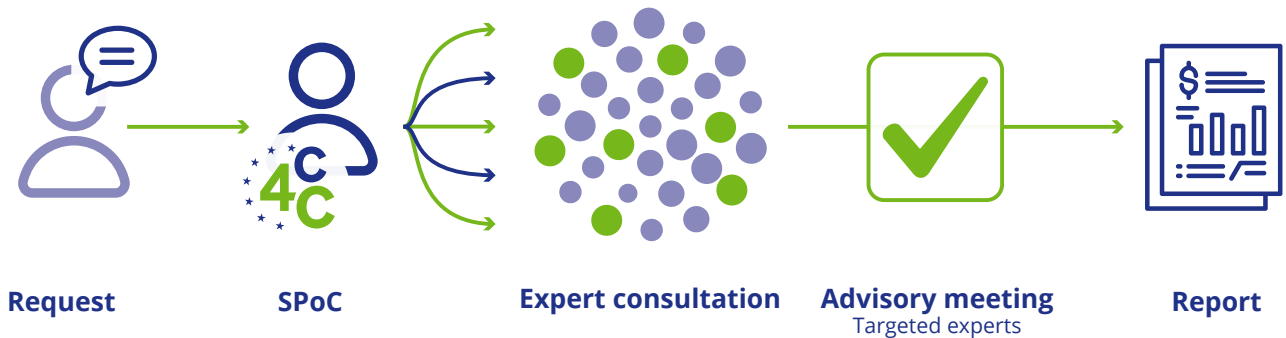 4C
C
$
Request
SPoC
Expert consultation
Advisory meeting
Targeted experts
Report